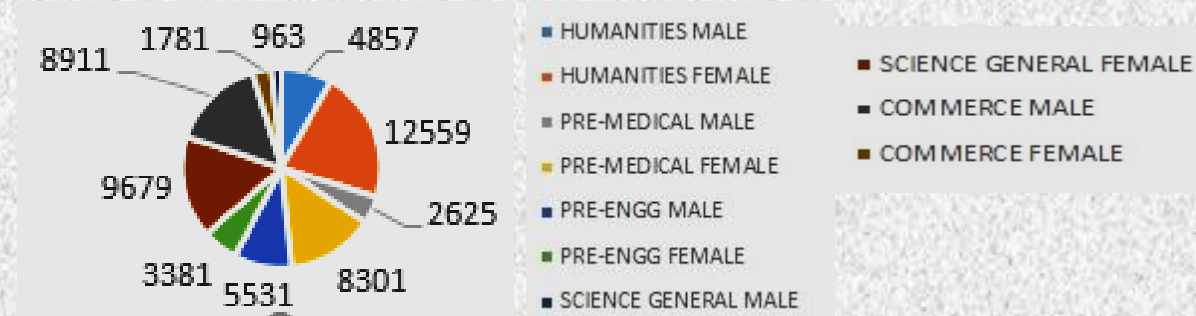 1781
963
4857
8911
12559
9679
2625
3381
5531
8301
HUMANITIES MALE
HUMANITIES FEMALE
PRE-MEDICAL MALE
PRE-MEDICAL FEMALE
PRE-ENGG MALE
PRE-ENGG FEMALE
SCIENCE GENERAL MALE
SCIENCE GENERAL FEMALE
COMMERCE MALE
COMMERCE FEMALE